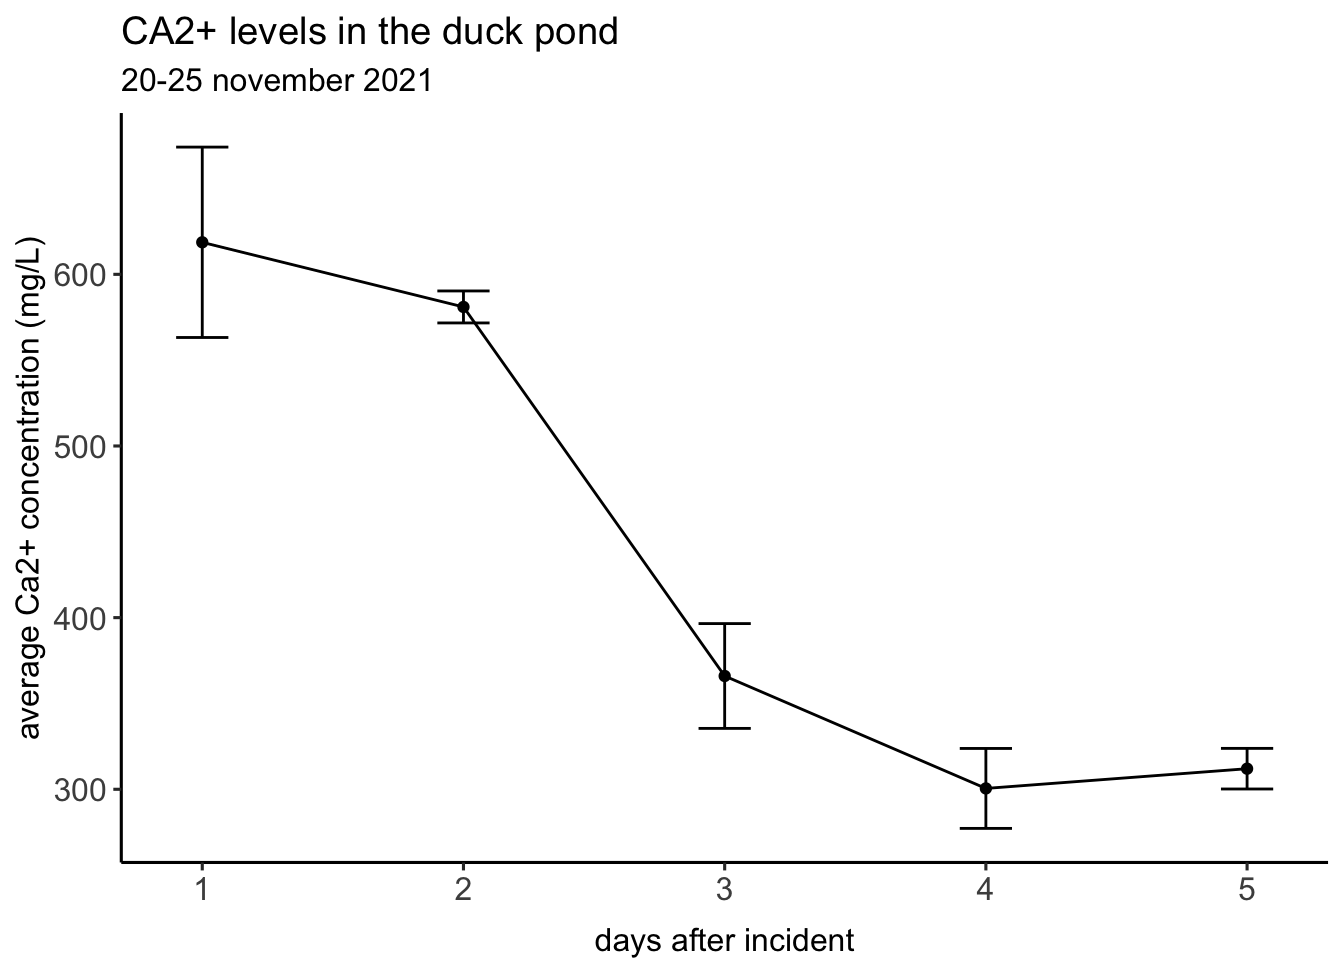 CA2+ levels in the duck pond
20-25 november 2021
average Ca2+ concentration (mg/L)
600
500
400
300
1 2 3 4 5
days after incident